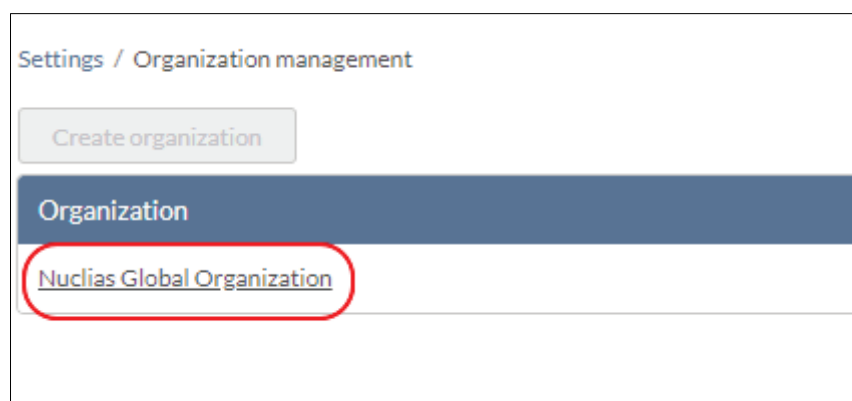 Settings / Organization management
Create organization
Organization
Nuclias Global Organization